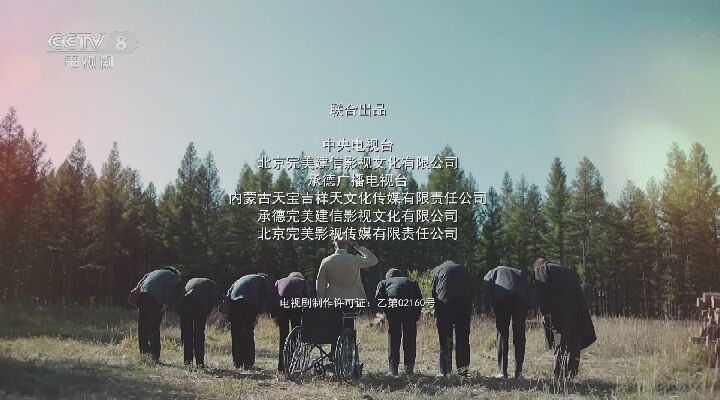 CCTV 8
电视剧
联合出品
中央电视台
北京完美建信影视文化有限公司
承德广播电视台
内蒙古天宝吉祥天文化传媒有限责任公司
承德完美建信影视文化有限公司
北京完美影视传媒有限责任公司
电视剧制作许可证：乙第02160号